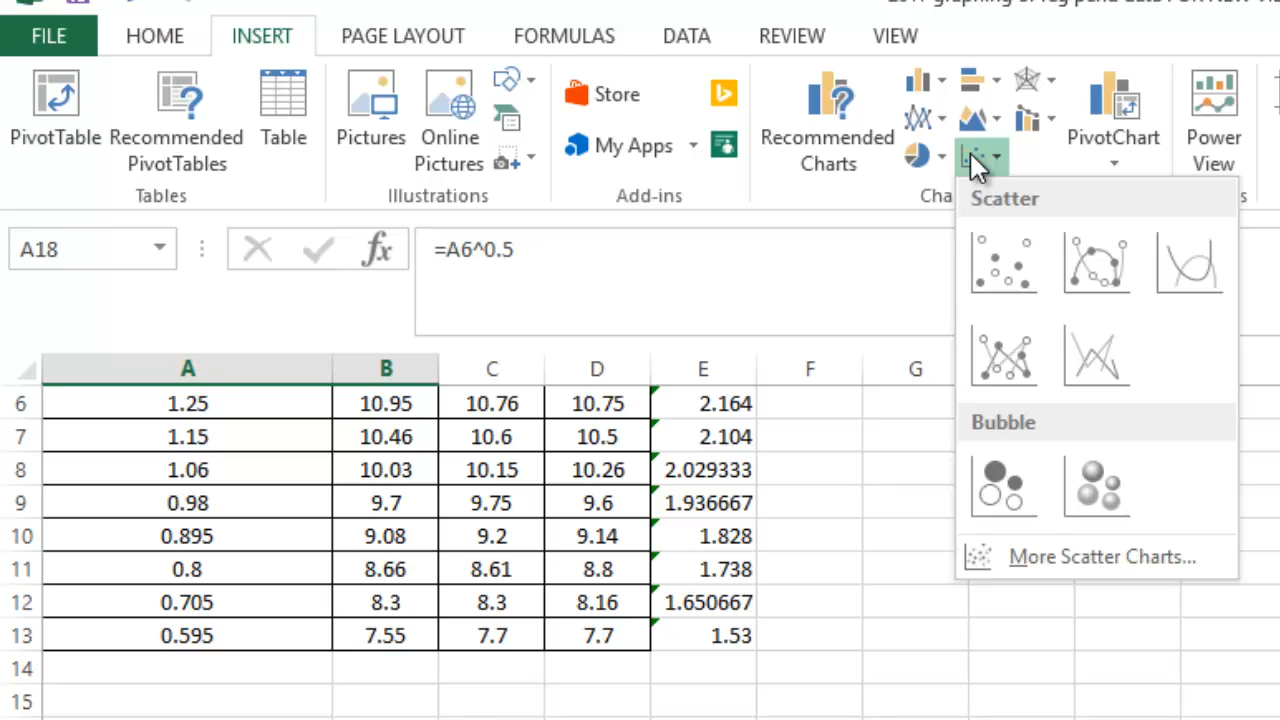 FILE HOME INSERT PAGE LAYOUT FORMULAS DATA REVIEW VIEW
PivotTable Recommended PivotTables Table Pictures Online Pictures Store My Apps Recommended Charts PivotChart Power View
Tables Illustrations Add-ins Cha
A18 fx =A6^0.5
Scatter
Bubble
More Scatter Charts...
A B C D E F G
6 1.25 10.95 10.76 10.75 2.164
7 1.15 10.46 10.6 10.5 2.104
8 1.06 10.03 10.15 10.26 2.029333
9 0.98 9.7 9.75 9.6 1.936667
10 0.895 9.08 9.2 9.14 1.828
11 0.8 8.66 8.61 8.8 1.738
12 0.705 8.3 8.3 8.16 1.650667
13 0.595 7.55 7.7 7.7 1.53
14
15